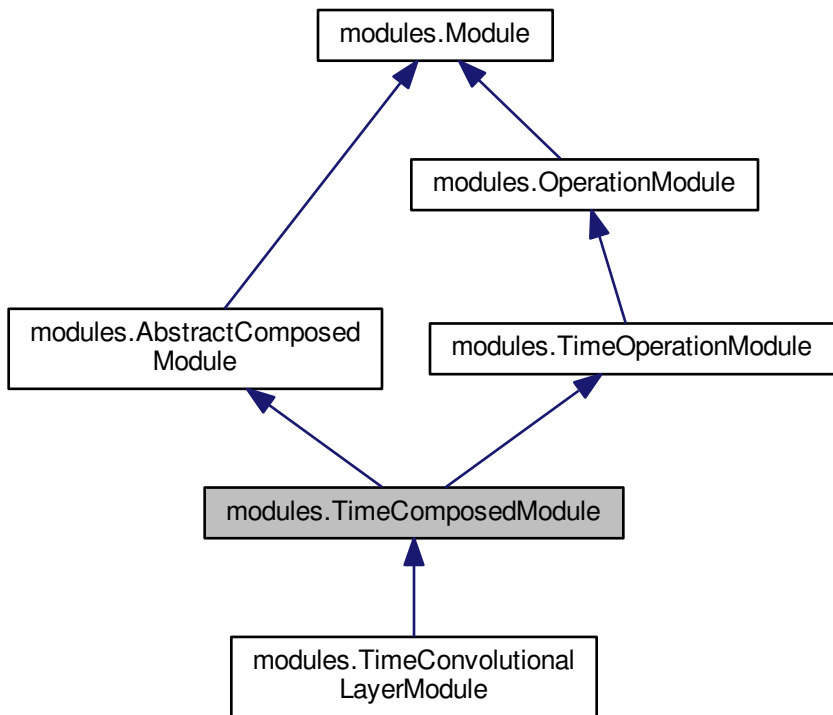 modules.Module
modules.OperationModule
modules.AbstractComposed
Module
modules.TimeOperationModule
modules.TimeComposedModule
modules.TimeConvolutional
LayerModule